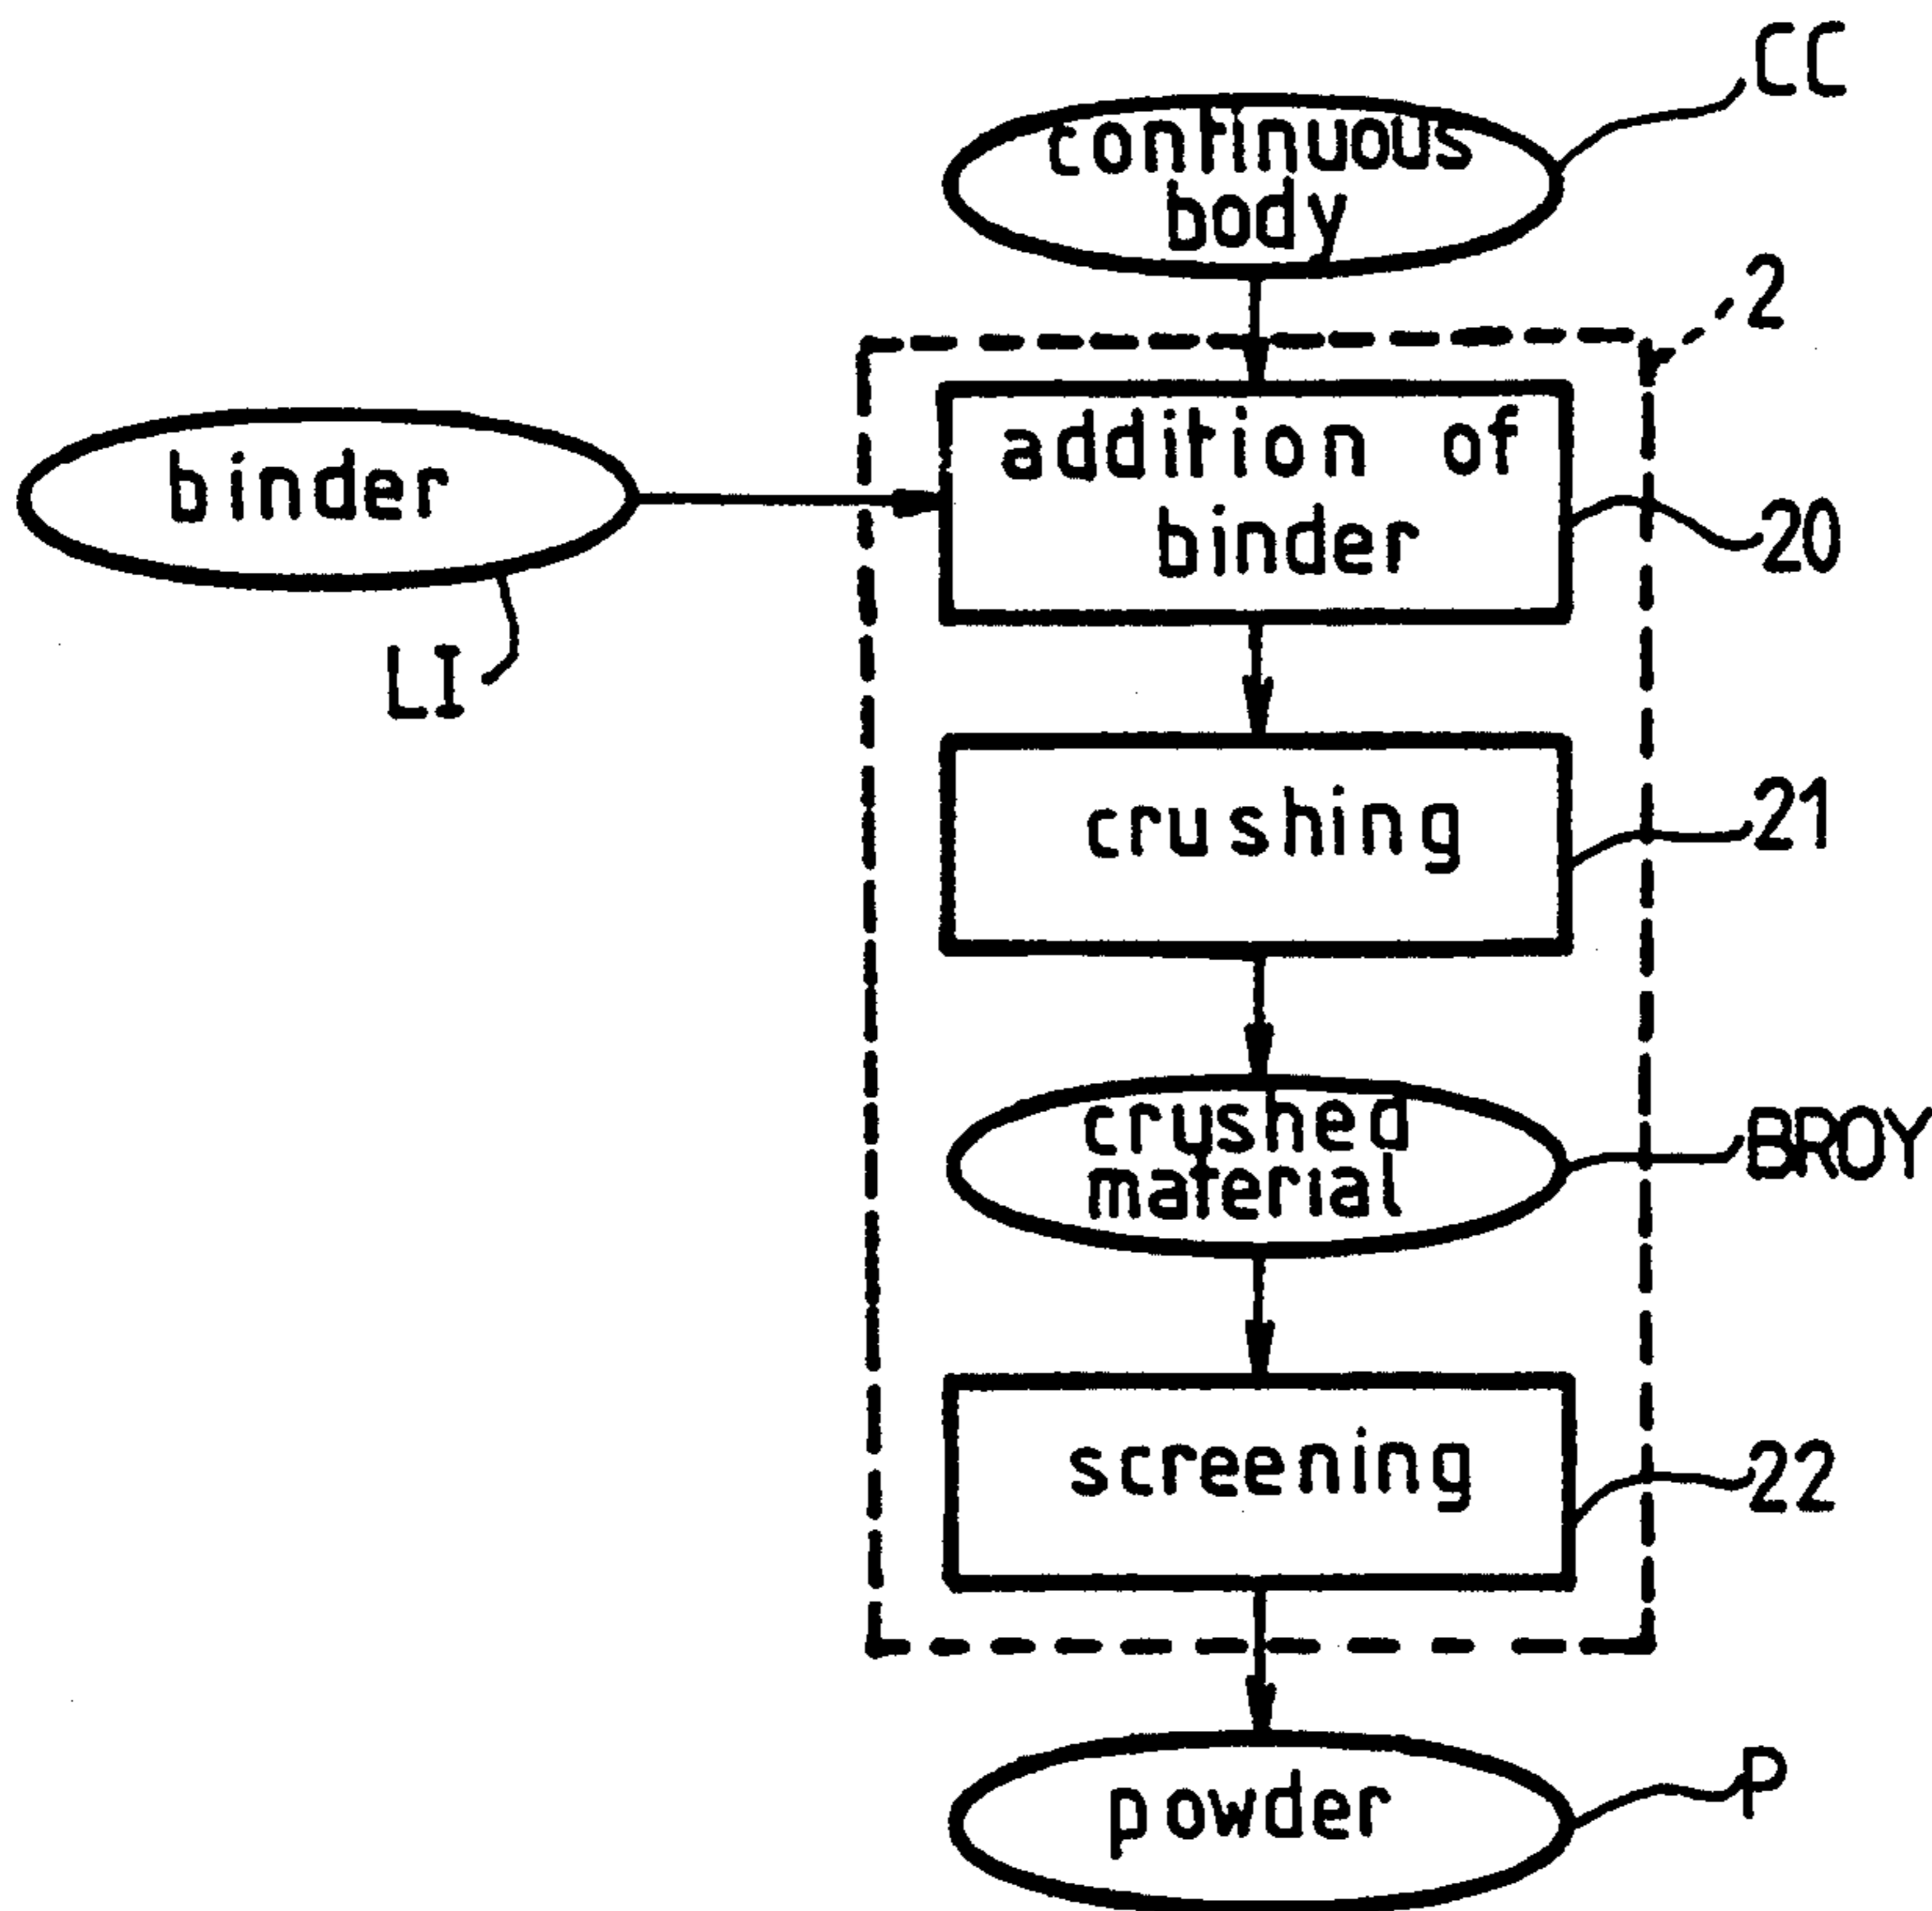 CC
continuous
body
2
addition of
binder
binder
20
LI
crushing
21
crushed
material
BROY
screening
22
powder
P